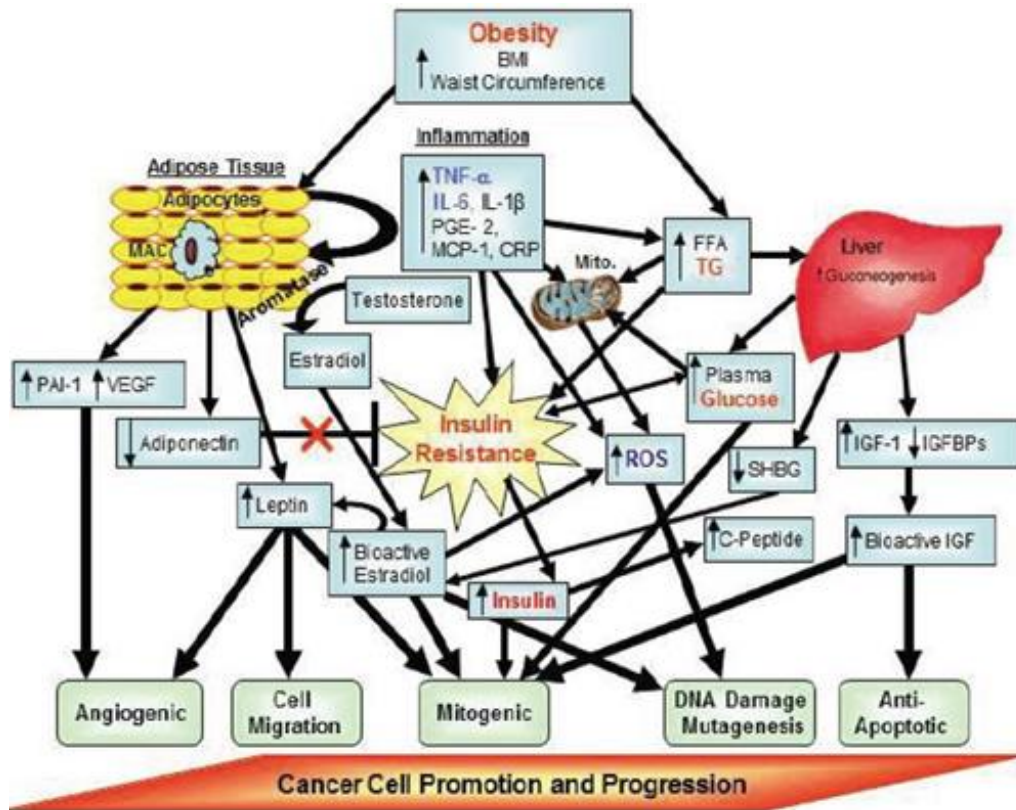 Obesity
↑ BMI
Waist Circumference
Inflammation
↑ TNF-α,
IL-6, IL-1β
PGE- 2,
MCP-1, CRP
Adipose Tissue
Adipocytes
MAC
Aromatase
Testosterone
Estradiol
Mito.
↑ FFA
TG
Liver
↑ Gluconeogenesis
↑ PAI-1 ↑ VEGF
↓ Adiponectin
Insulin
Resistance
↑ Plasma
Glucose
↑ ROS
↓ SHBG
↑ IGF-1 ↓ IGFBPs
↑ Leptin
↑ Bioactive
Estradiol
↑ Insulin
↑ C-Peptide
↑ Bioactive IGF
Angiogenic
Cell
Migration
Mitogenic
DNA Damage
Mutagenesis
Anti-
Apoptotic
Cancer Cell Promotion and Progression